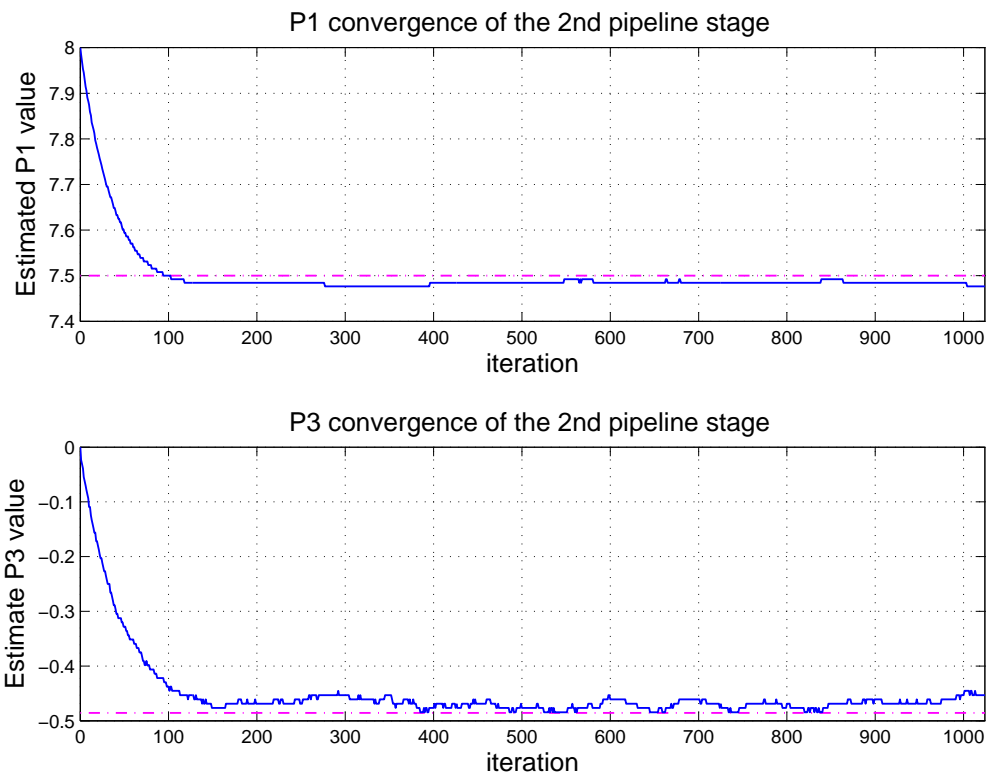 P1 convergence of the 2nd pipeline stage
8
7.9
7.8
7.7
7.6
7.5
7.4
Estimated P1 value
0 100 200 300 400 500 600 700 800 900 1000
iteration
P3 convergence of the 2nd pipeline stage
0
−0.1
−0.2
−0.3
−0.4
−0.5
Estimate P3 value
0 100 200 300 400 500 600 700 800 900 1000
iteration